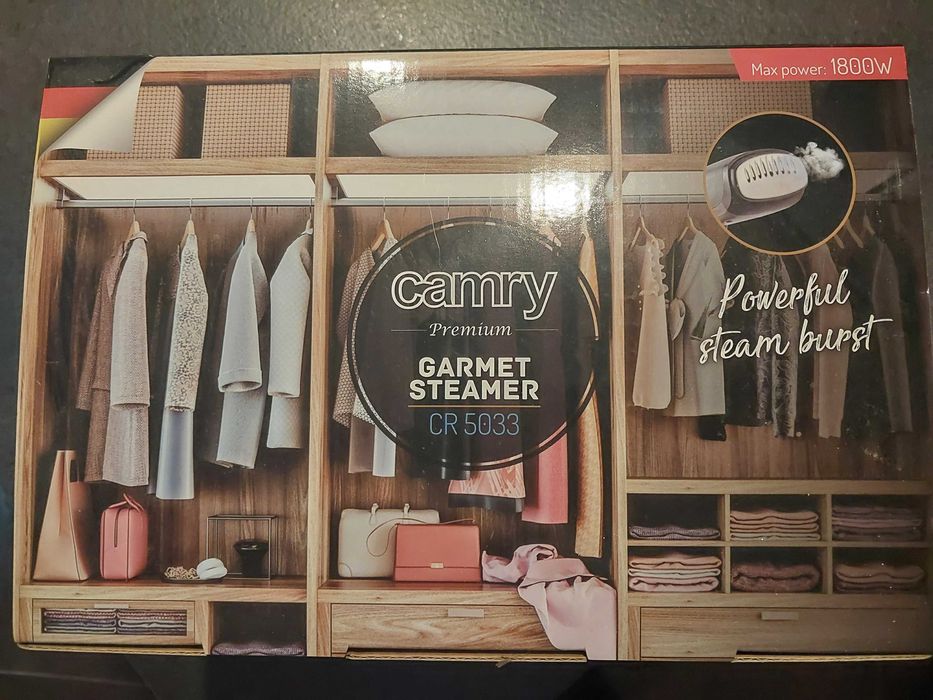 Max power: 1800W
camry
Premium
GARMET
STEAMER
CR 5033
Powerful
steam burst